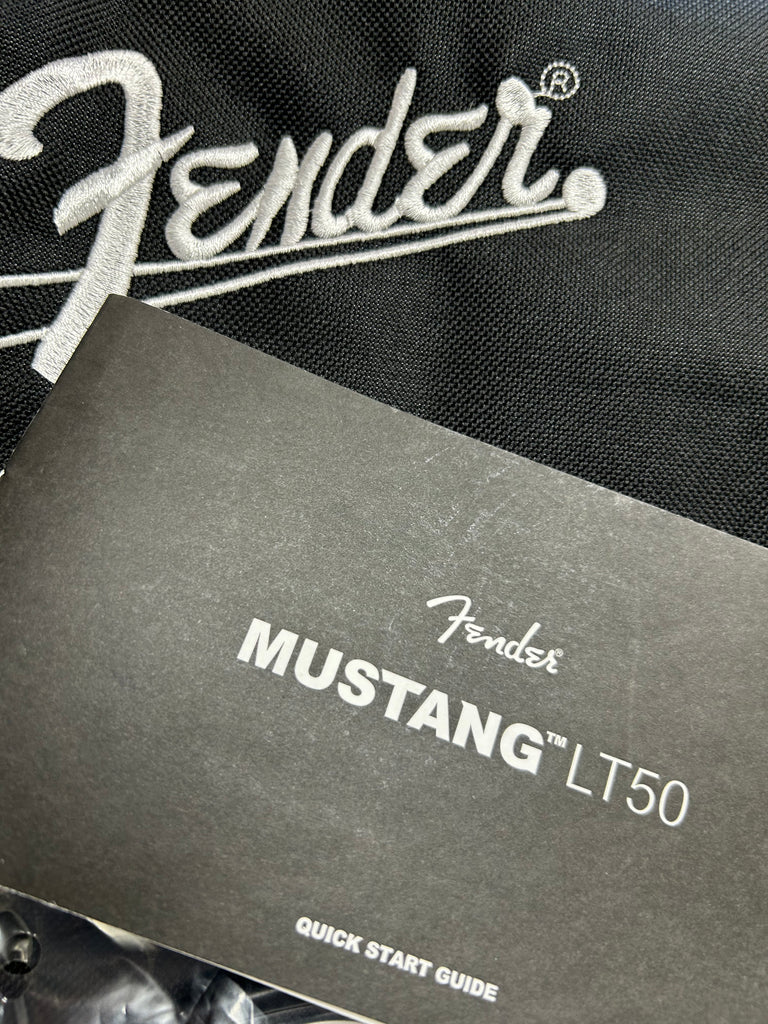 Fender®
Fender®
MUSTANG™ LT50
QUICK START GUIDE